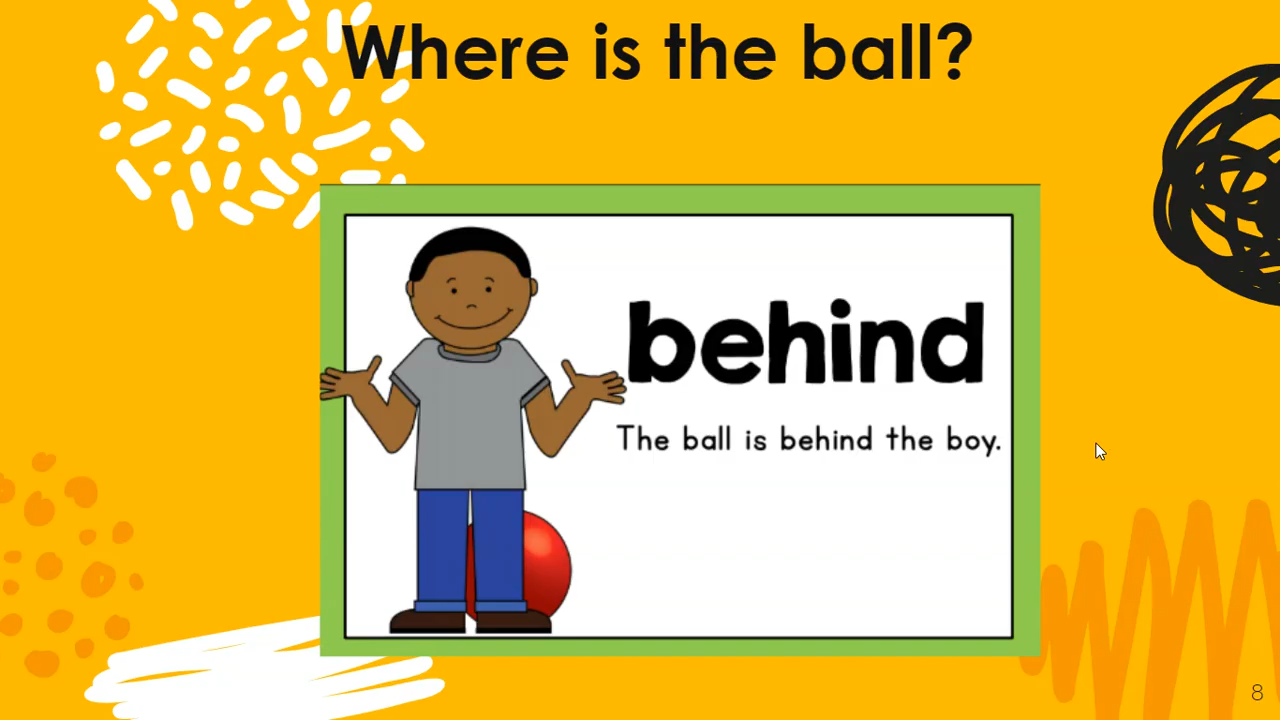 Where is the ball?
behind
The ball is behind the boy.
8